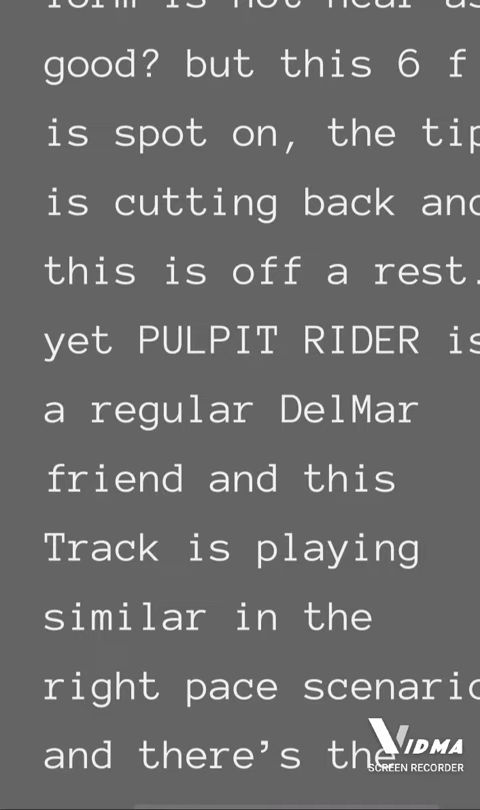 good? but this 6 f
is spot on, the tip
is cutting back and
this is off a rest.
yet PULPIT RIDER is
a regular DelMar
friend and this
Track is playing
similar in the
right pace scenario
and there's the
VIDMA
SCREEN RECORDER